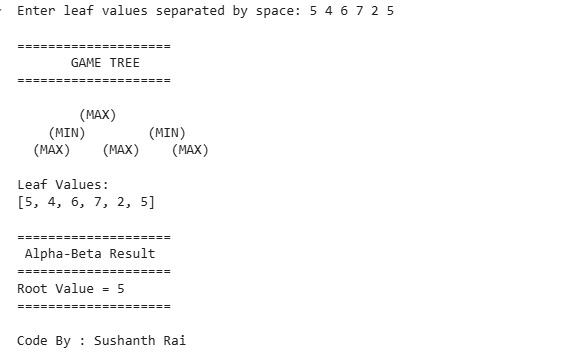 Enter leaf values separated by space: 5 4 6 7 2 5
====================
GAME TREE
====================
(MAX)
(MIN) (MIN)
(MAX) (MAX) (MAX)
Leaf Values:
[5, 4, 6, 7, 2, 5]
====================
Alpha-Beta Result
====================
Root Value = 5
====================
Code By : Sushanth Rai